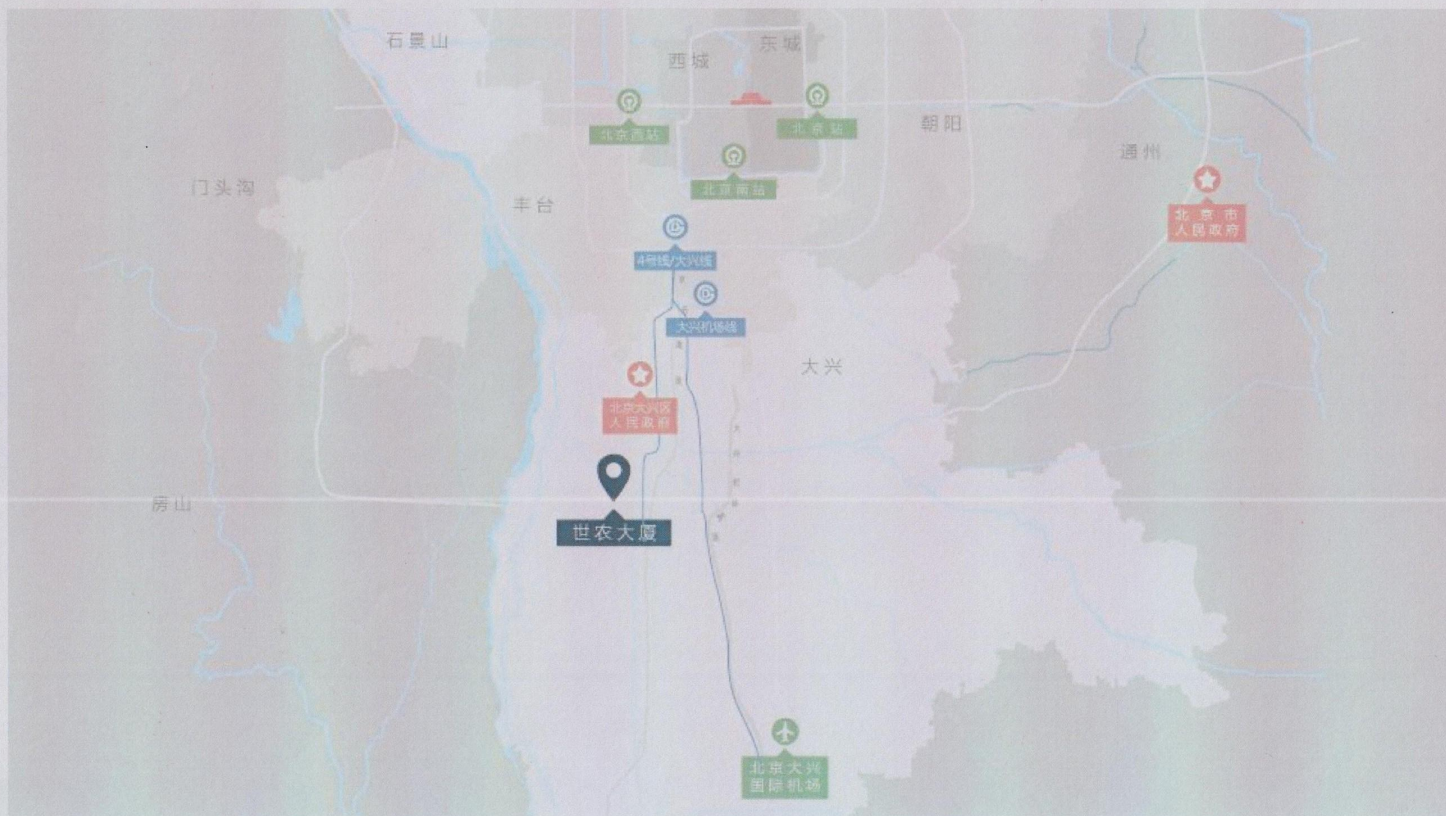 石景山
东城
西城
北京西站
北京站
朝阳
通州
北京南站
门头沟
丰台
北京市
人民政府
4号线/大兴线
大兴机场线
大兴
北京大兴区
人民政府
房山
世农大厦
北京大兴
国际机场